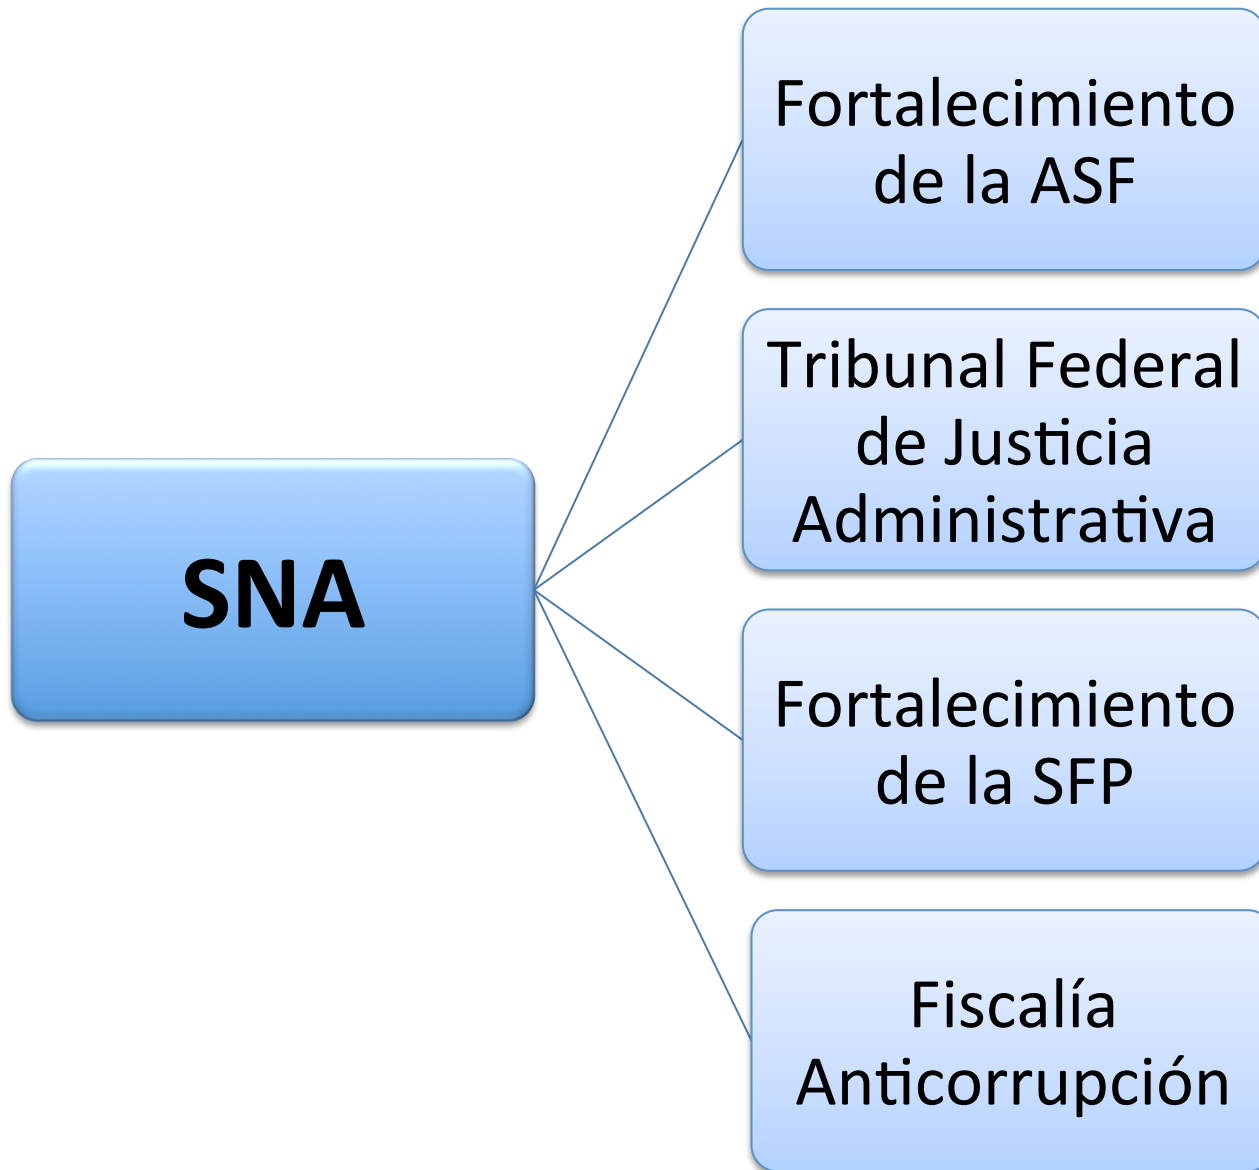 SNA
Fortalecimiento
de la ASF
Tribunal Federal
de Justicia
Administrativa
Fortalecimiento
de la SFP
Fiscalía
Anticorrupción